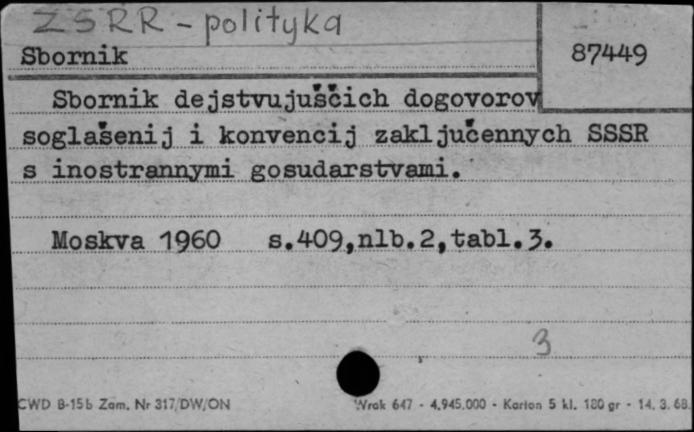 ZSRR - polityka
Sbornik
87449
Sbornik dejstvujuščich dogovorov
soglašenij i konvencij zaključennych SSSR
s inostrannymi gosudarstvami.
Moskva 1960 s.409,nlb.2,tabl.3.
3
CWD B-15b Zam. Nr 317/DW/ON Wrak 647 - 4.945.000 - Karton 5 kl. 180 gr - 14. 3. 68.